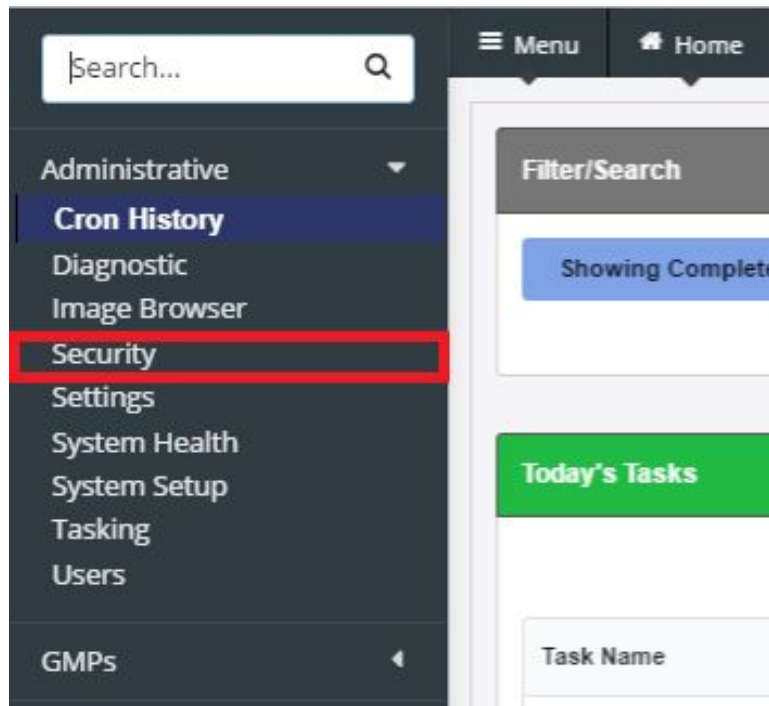 Search...
Menu
Home
Administrative
Cron History
Diagnostic
Image Browser
Security
Settings
System Health
System Setup
Tasking
Users
GMPs
Filter/Search
Showing
Today's Tasks
Task Name